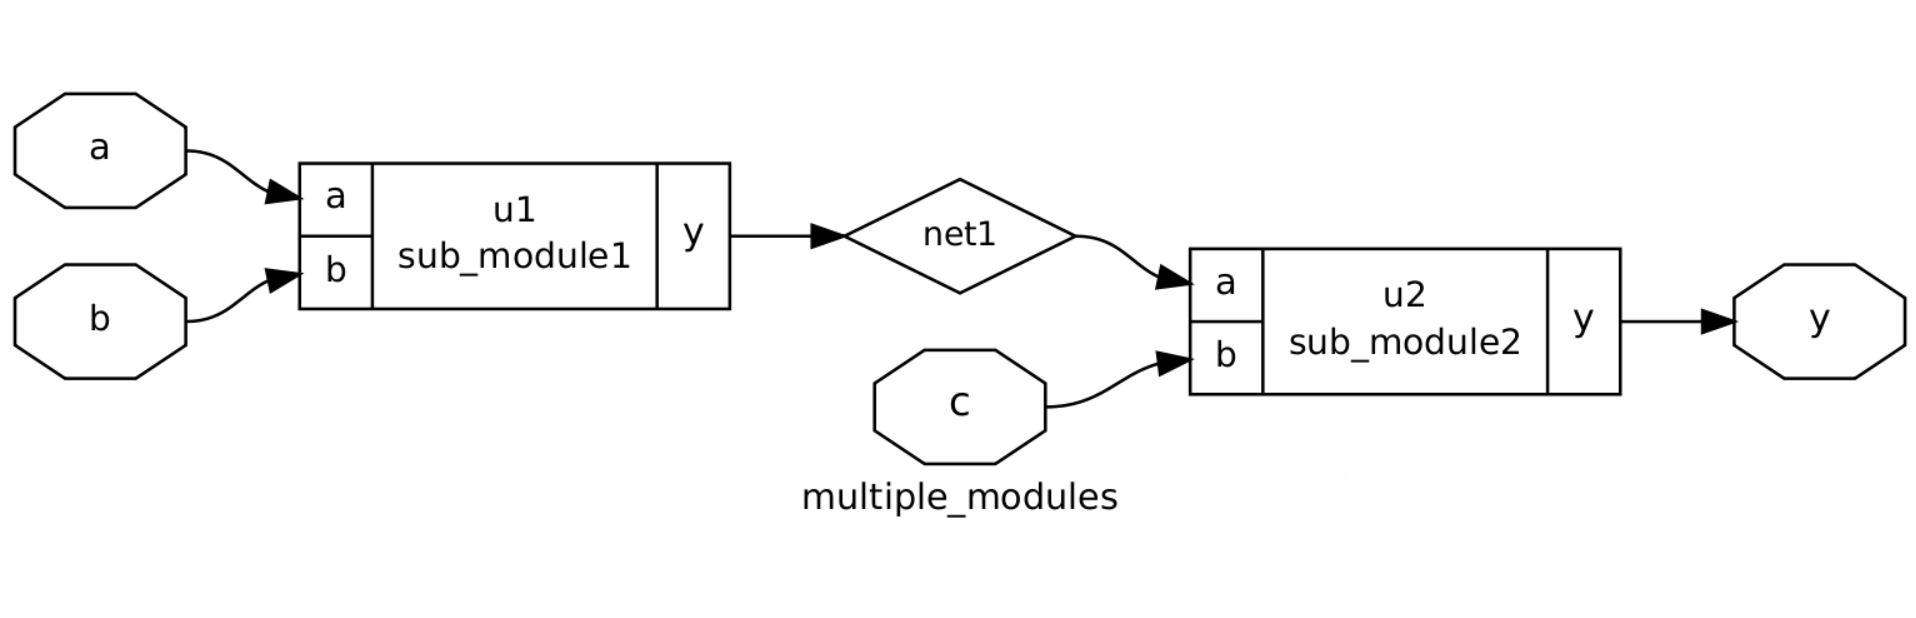 a
b
a
b
u1
sub_module1
y
net1
c
a
b
u2
sub_module2
y
y
multiple_modules